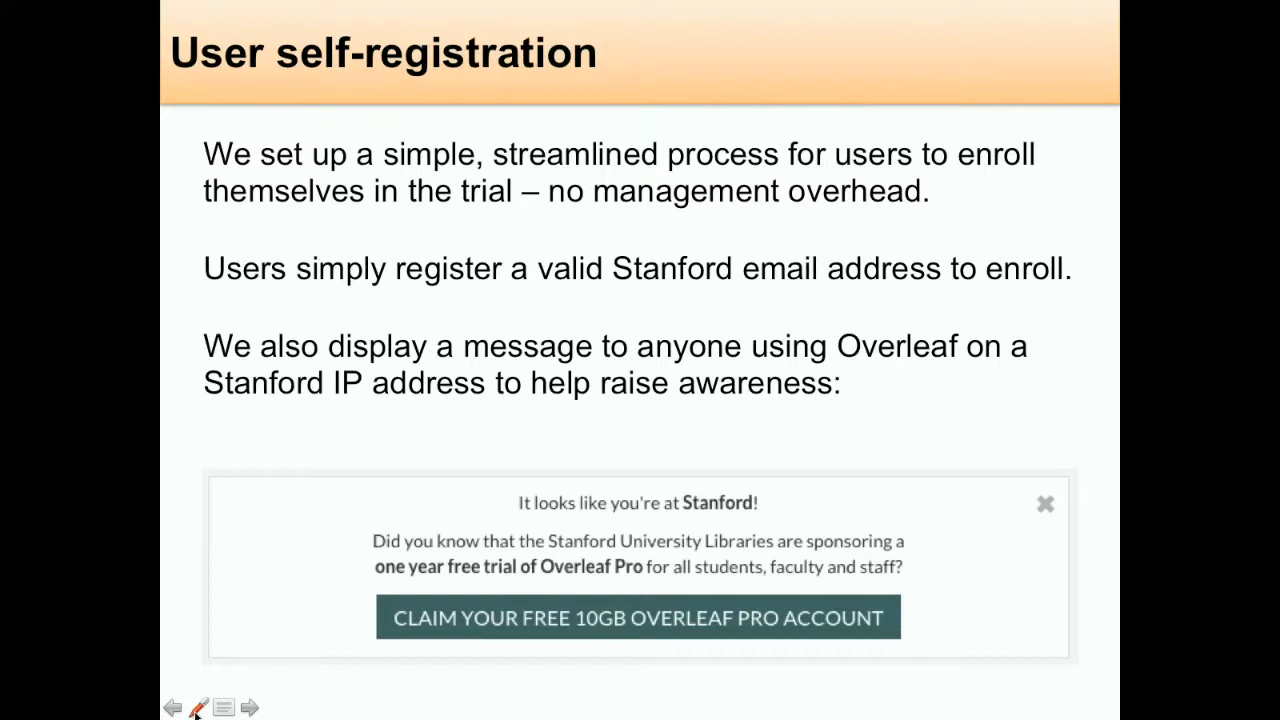 User self-registration
We set up a simple, streamlined process for users to enroll
themselves in the trial – no management overhead.
Users simply register a valid Stanford email address to enroll.
We also display a message to anyone using Overleaf on a
Stanford IP address to help raise awareness:
It looks like you're at Stanford!
Did you know that the Stanford University Libraries are sponsoring a
one year free trial of Overleaf Pro for all students, faculty and staff?
CLAIM YOUR FREE 10GB OVERLEAF PRO ACCOUNT